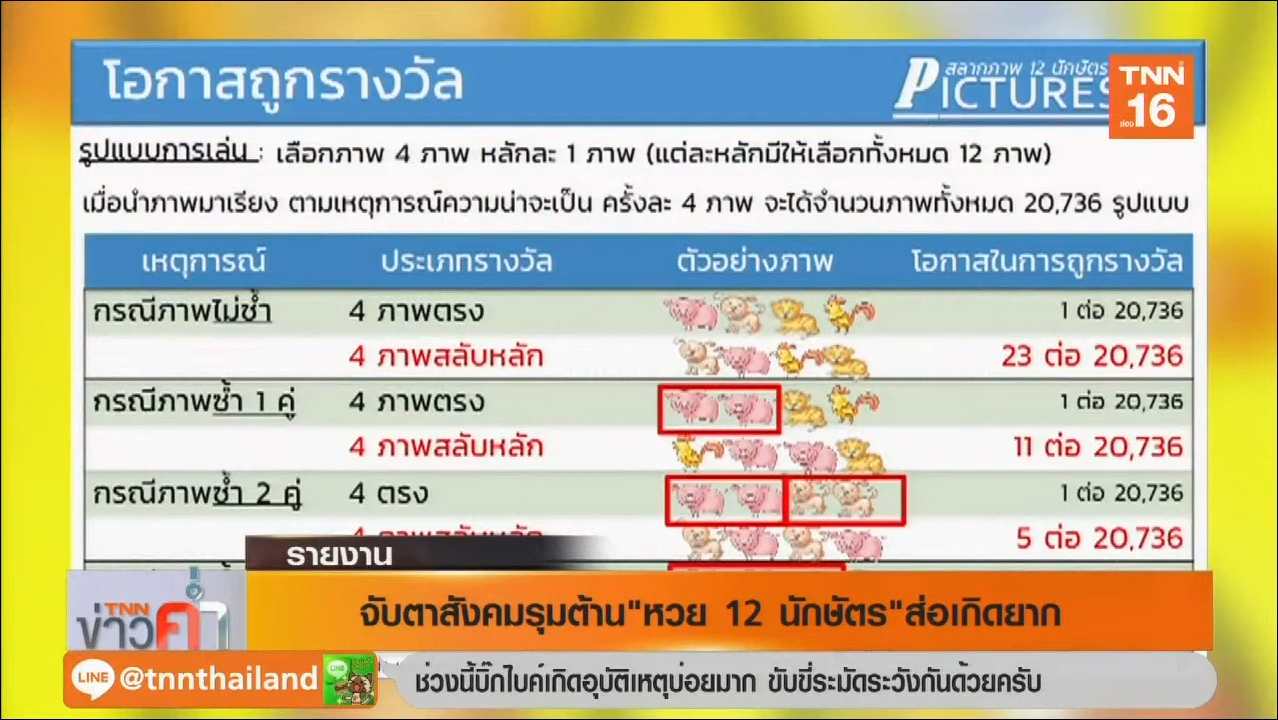 โอกาสถูกรางวัล
สลากภาพ 12 นักษัตร
PICTURES
TNN
ช่อง 16
รูปแบบการเล่น : เลือกภาพ 4 ภาพ หลักละ 1 ภาพ (แต่ละหลักมีให้เลือกทั้งหมด 12 ภาพ)
เมื่อนำภาพมาเรียง ตามเหตุการณ์ความน่าจะเป็น ครั้งละ 4 ภาพ จะได้จำนวนภาพทั้งหมด 20,736 รูปแบบ
เหตุการณ์ ประเภทรางวัล ตัวอย่างภาพ โอกาสในการถูกรางวัล
กรณีภาพไม่ซ้ำ 4 ภาพตรง 1 ต่อ 20,736
4 ภาพสลับหลัก 23 ต่อ 20,736
กรณีภาพซ้ำ 1 คู่ 4 ภาพตรง 1 ต่อ 20,736
4 ภาพสลับหลัก 11 ต่อ 20,736
กรณีภาพซ้ำ 2 คู่ 4 ตรง 1 ต่อ 20,736
4 ภาพสลับหลัก 5 ต่อ 20,736
รายงาน
TNN
ข่าวค่ำ
จับตาสังคมรุมต้าน"หวย 12 นักษัตร"ส่อเกิดยาก
LINE @tnnthailand LINE
ช่วงนี้บิ๊กไบค์เกิดอุบัติเหตุบ่อยมาก ขับขี่ระมัดระวังกันด้วยครับ